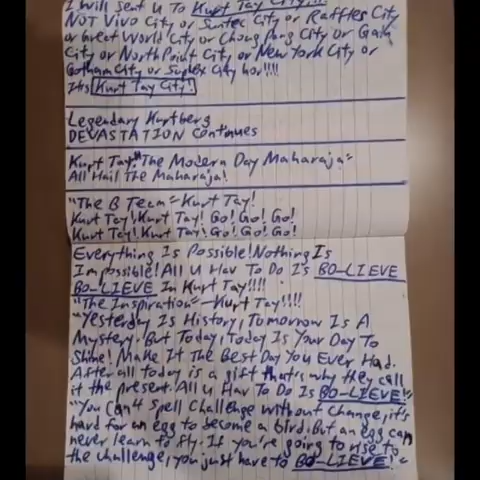 I will sent u To Kurt Tay City!!!
NOT Vivo City or Suntec City or Raffles City
or Great World City or Chong Pang City or Gain
City or NorthPoint City or New York City or
Gotham City or Suplex City hor!!!!
Its Kurt Tay City!
Legendary Kurtberg
DEVASTATION Continues
Kurt Tay"The Modern Day Maharaja"
All Hail The Maharaja!
"The B Team"-Kurt Tay!
Kurt Tay!Kurt Tay! Go! Go! Go!
Kurt Tay! Kurt Tay! Go! Go! Go!
Everything Is Possible!Nothing Is
Impossible!All U Hav To Do Is BO-LIEVE
BO-LIEVE In Kurt Tay!!!!
"The Inspiration"-Kurt Tay!!!!
"Yesterday Is History, Tomorrow Is A
Mystery. But Today, Today Is Your Day To
Shine! Make It The Best Day You Ever Had.
After all today is a gift that's why they call
it the present. All U Hav To Do Is BO-LIEVE!"
"You Can't Spell Challenge without change, it's
hard for an egg to become a bird. But an egg can
never learn to fly. If you're going to rise to
the challenge, you just have to BO-LIEVE!"